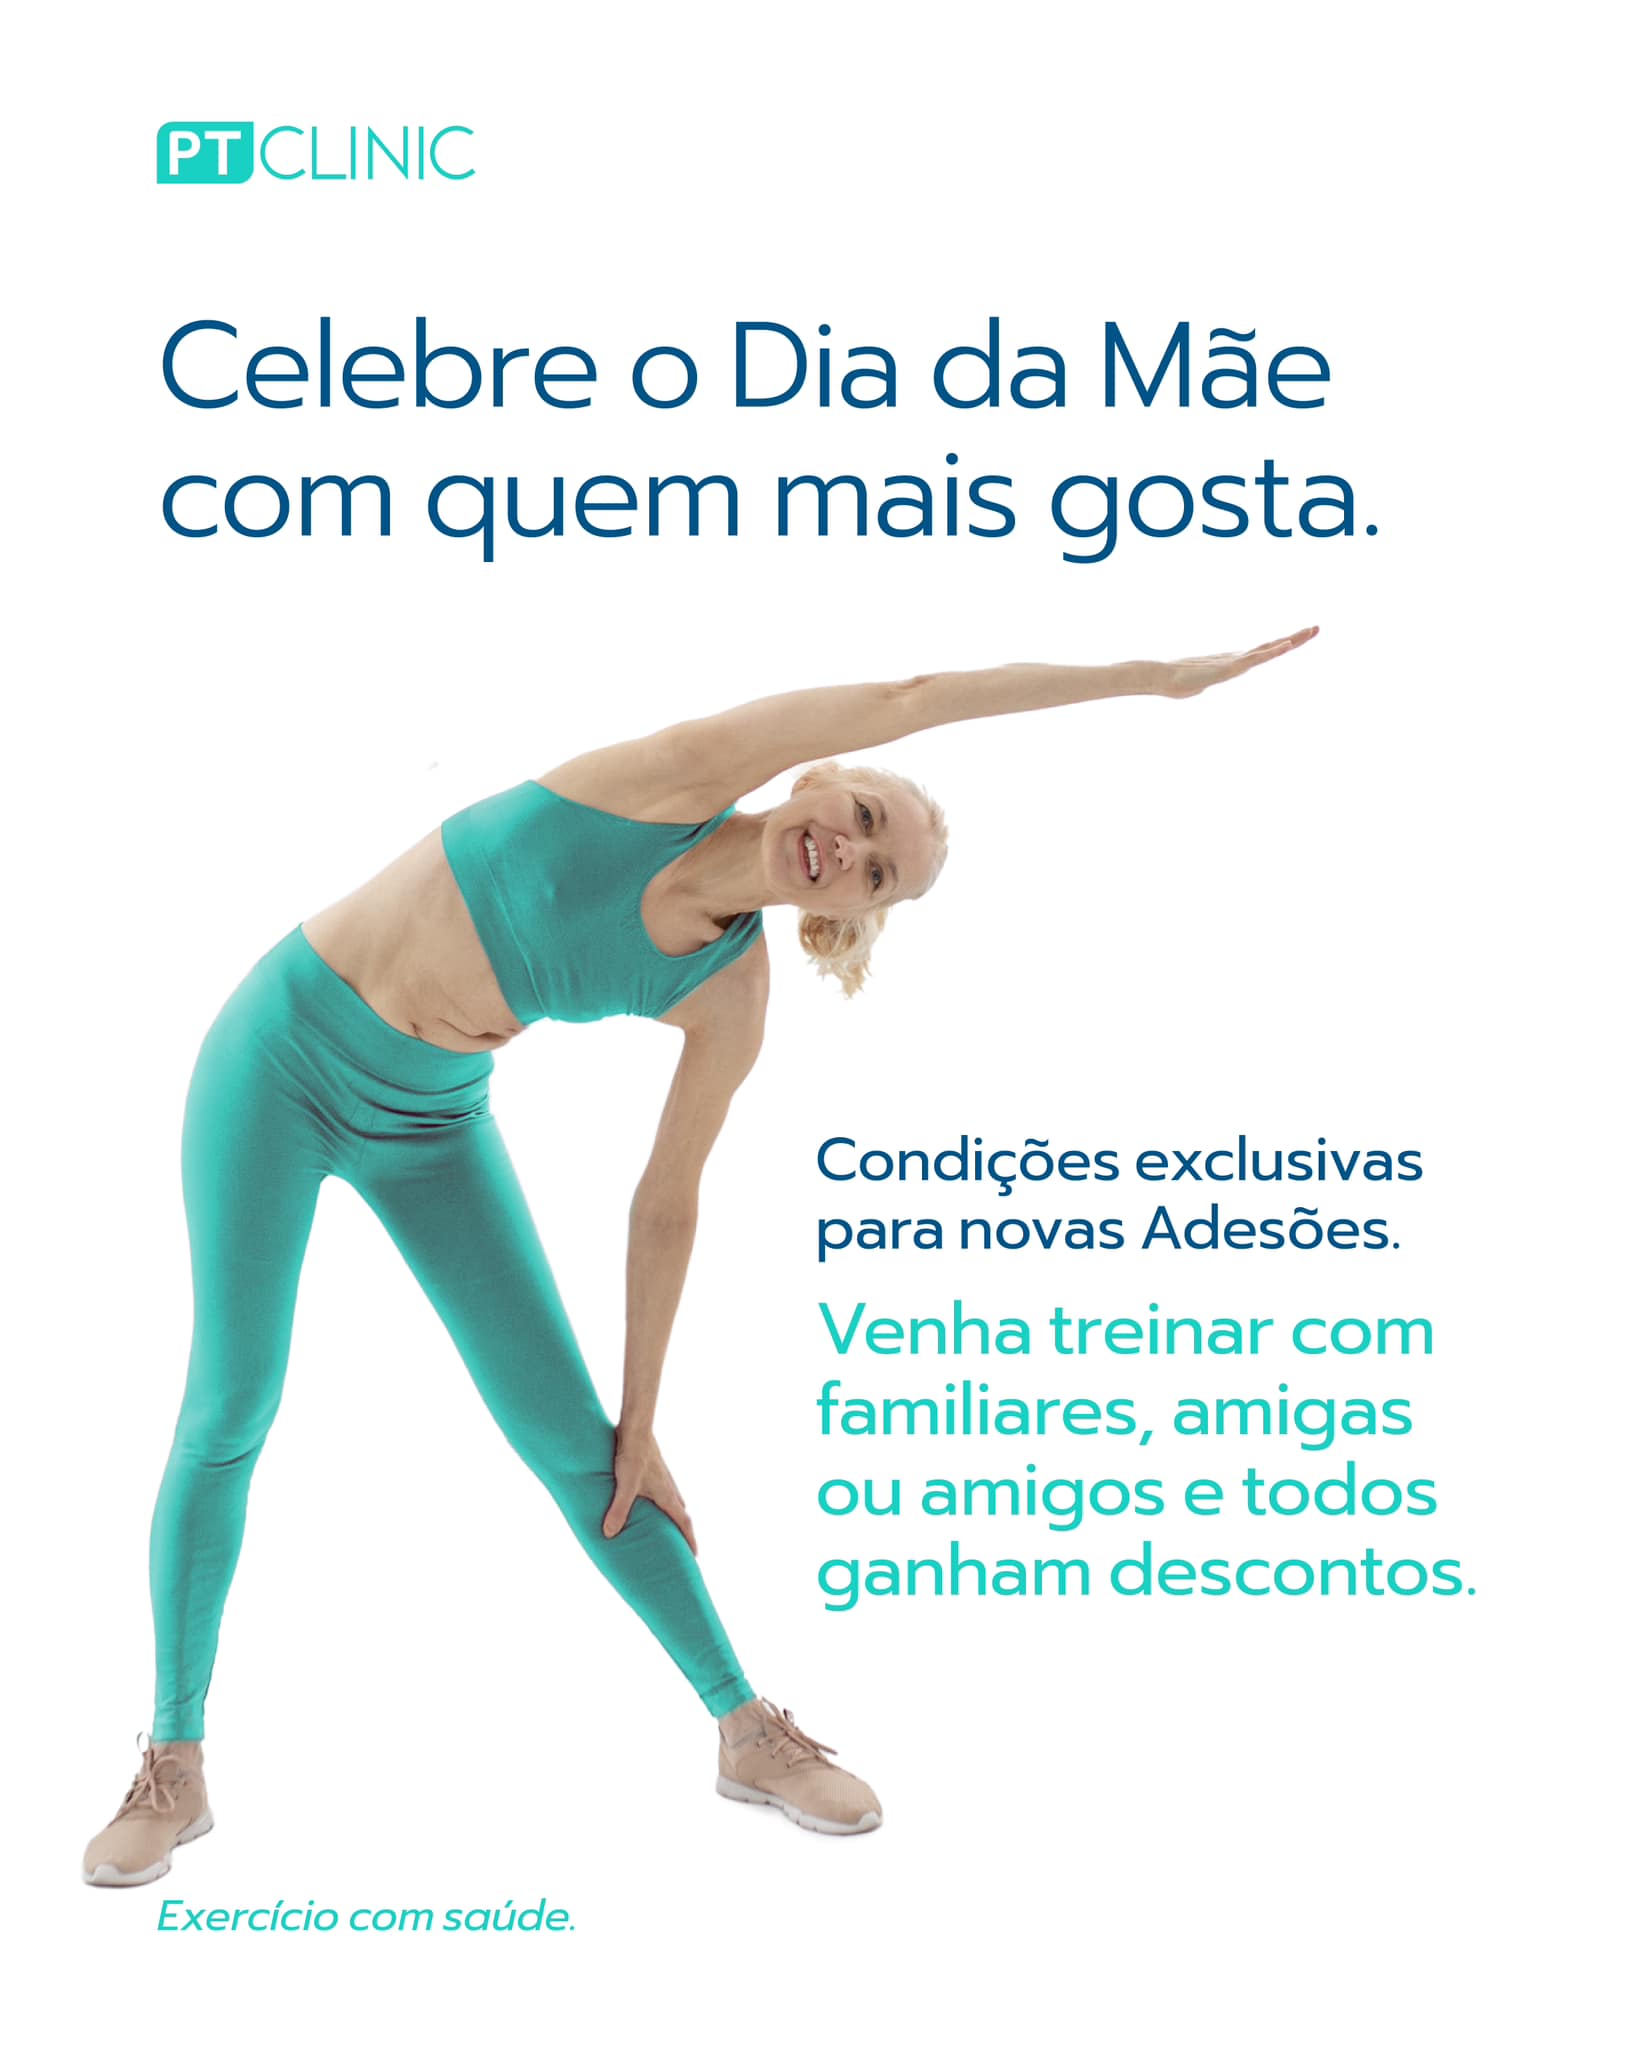 PT CLINIC
Celebre o Dia da Mãe
com quem mais gosta.
Condições exclusivas
para novas Adesões.
Venha treinar com
familiares, amigas
ou amigos e todos
ganham descontos.
Exercício com saúde.